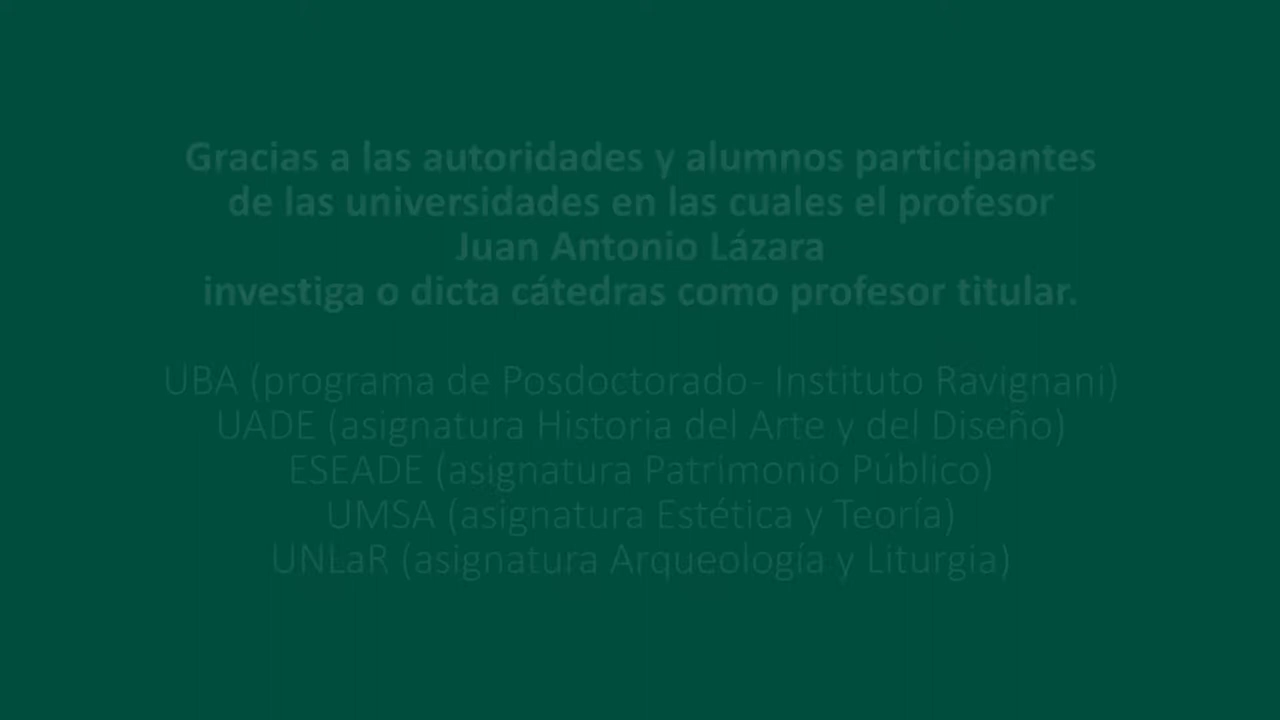 Gracias a las autoridades y alumnos participantes
de las universidades en las cuales el profesor
Juan Antonio Lázara
investiga o dicta cátedras como profesor titular.
UBA (programa de Posdoctorado- Instituto Ravignani)
UADE (asignatura Historia del Arte y del Diseño)
ESEADE (asignatura Patrimonio Público)
UMSA (asignatura Estética y Teoría)
UNLaR (asignatura Arqueología y Liturgia)